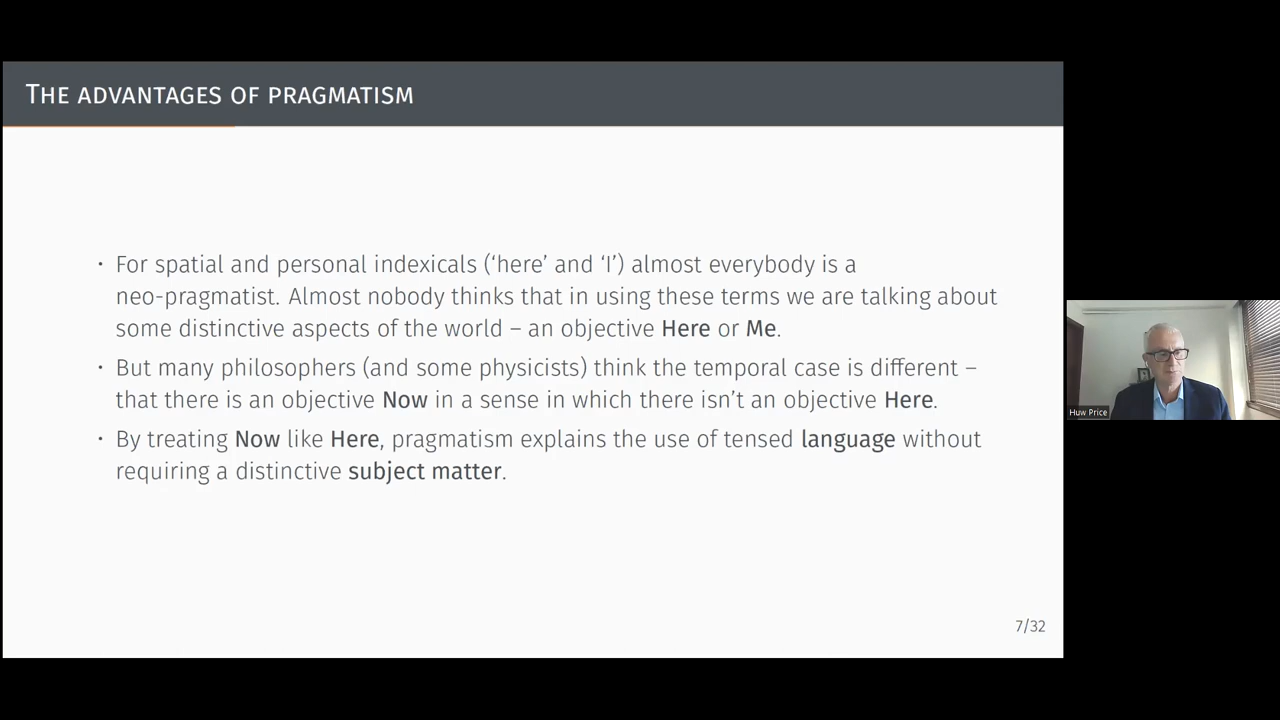 THE ADVANTAGES OF PRAGMATISM
• For spatial and personal indexicals (‘here’ and ‘I’) almost everybody is a
neo-pragmatist. Almost nobody thinks that in using these terms we are talking about
some distinctive aspects of the world – an objective Here or Me.
• But many philosophers (and some physicists) think the temporal case is different –
that there is an objective Now in a sense in which there isn’t an objective Here.
• By treating Now like Here, pragmatism explains the use of tensed language without
requiring a distinctive subject matter.
7/32
Huw Price